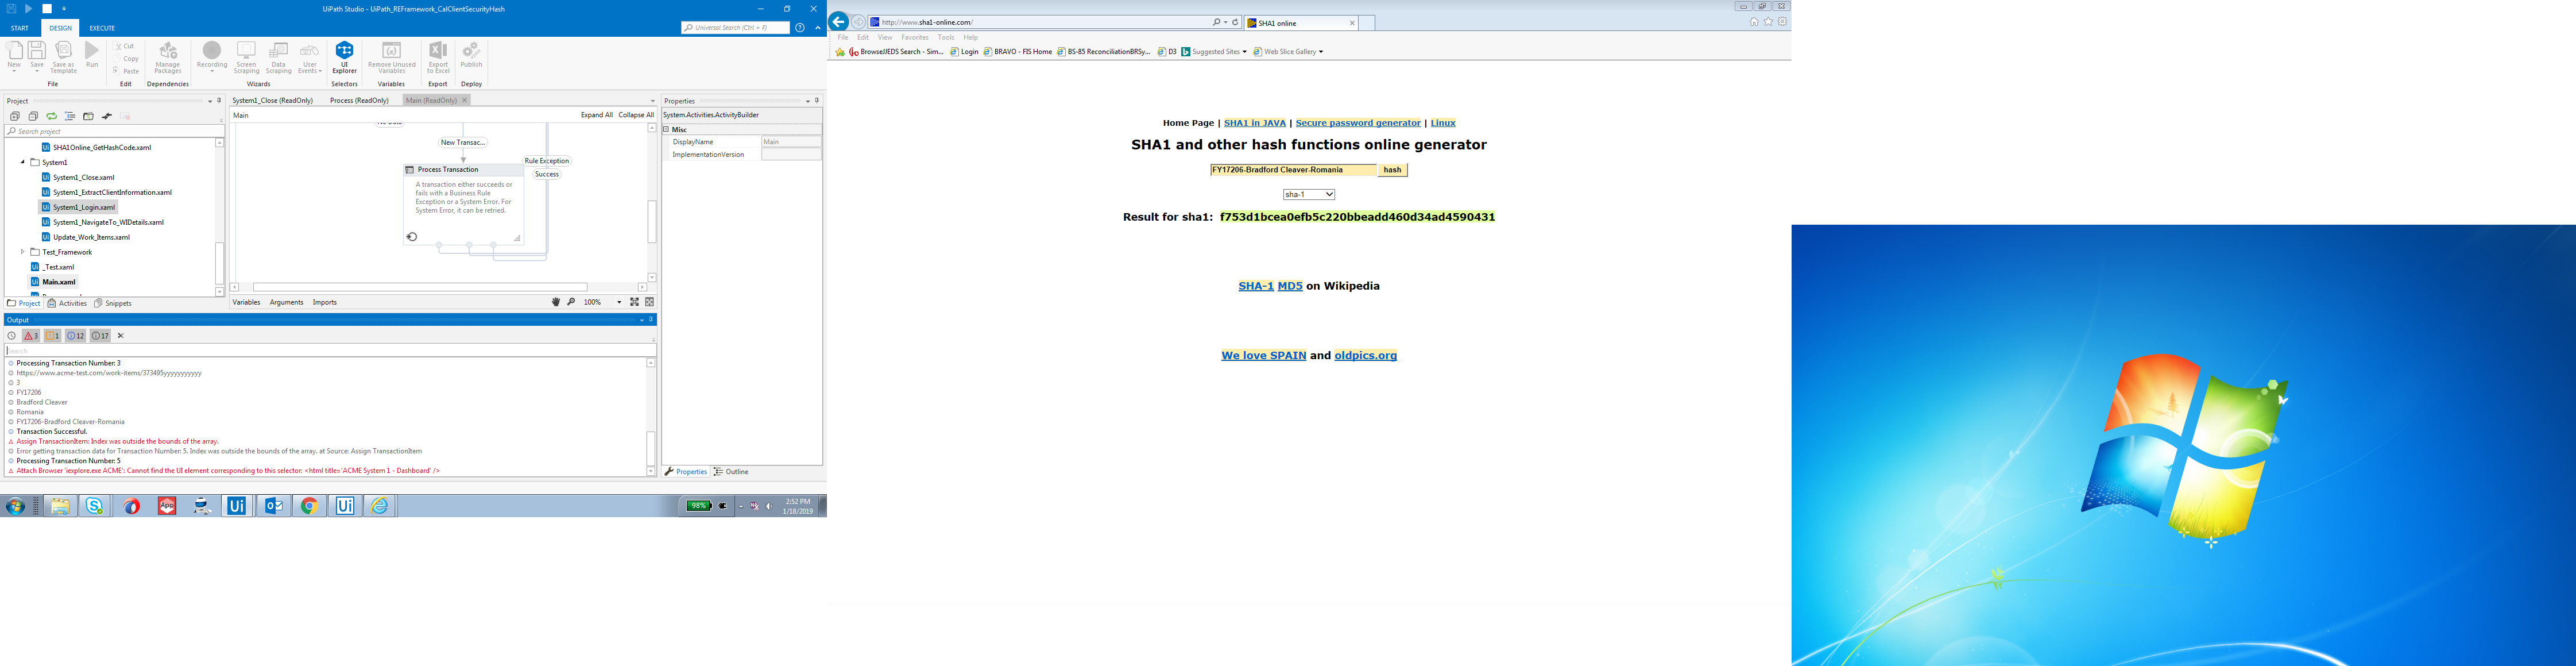 UiPath Studio - UiPath_REFramework_CalClientSecurityHash
START DESIGN EXECUTE
Universal Search (Ctrl + F)
New Save Save as Template Run
Cut
Copy
Paste
Manage Packages
Recording Screen Scraping Data Scraping User Events
UI Explorer
Remove Unused Variables
Export to Excel
Publish
File Edit Dependencies Wizards Selectors Variables Export Deploy
Project
Search project
SHA1Online_GetHashCode.xaml
System1
System1_Close.xaml
System1_ExtractClientInformation.xaml
System1_Login.xaml
System1_NavigateTo_WIDetails.xaml
Update_Work_Items.xaml
Test_Framework
_Test.xaml
Main.xaml
Project Activities Snippets
System1_Close (ReadOnly) Process (ReadOnly) Main (ReadOnly)
Main Expand All Collapse All
New Transac...
Rule Exception
Success
Process Transaction
A transaction either succeeds or
fails with a Business Rule
Exception or a System Error. For
System Error, it can be retried.
Variables Arguments Imports 100%
Properties
System.Activities.ActivityBuilder
Misc
DisplayName Main
ImplementationVersion
Properties Outline
Output
3 1 12 17
Search
Processing Transaction Number: 3
https://www.acme-test.com/work-items/373495yyyyyyyyyyy
3
FY17206
Bradford Cleaver
Romania
FY17206-Bradford Cleaver-Romania
Transaction Successful.
Assign TransactionItem: Index was outside the bounds of the array.
Error getting transaction data for Transaction Number: 5. Index was outside the bounds of the array. at Source: Assign TransactionItem
Processing Transaction Number: 5
Attach Browser 'iexplore.exe ACME': Cannot find the UI element corresponding to this selector: <html title='ACME System 1 - Dashboard' />
98%
2:52 PM
1/18/2019
http://www.sha1-online.com/
SHA1 online
File Edit View Favorites Tools Help
BrowseJJEDS Search - Sim... Login BRAVO - FIS Home BS-85 ReconciliationBRSy... D3 Suggested Sites Web Slice Gallery
Home Page | SHA1 in JAVA | Secure password generator | Linux
SHA1 and other hash functions online generator
FY17206-Bradford Cleaver-Romania hash
sha-1
Result for sha1: f753d1bcea0efb5c220bbeadd460d34ad4590431
SHA-1 MD5 on Wikipedia
We love SPAIN and oldpics.org